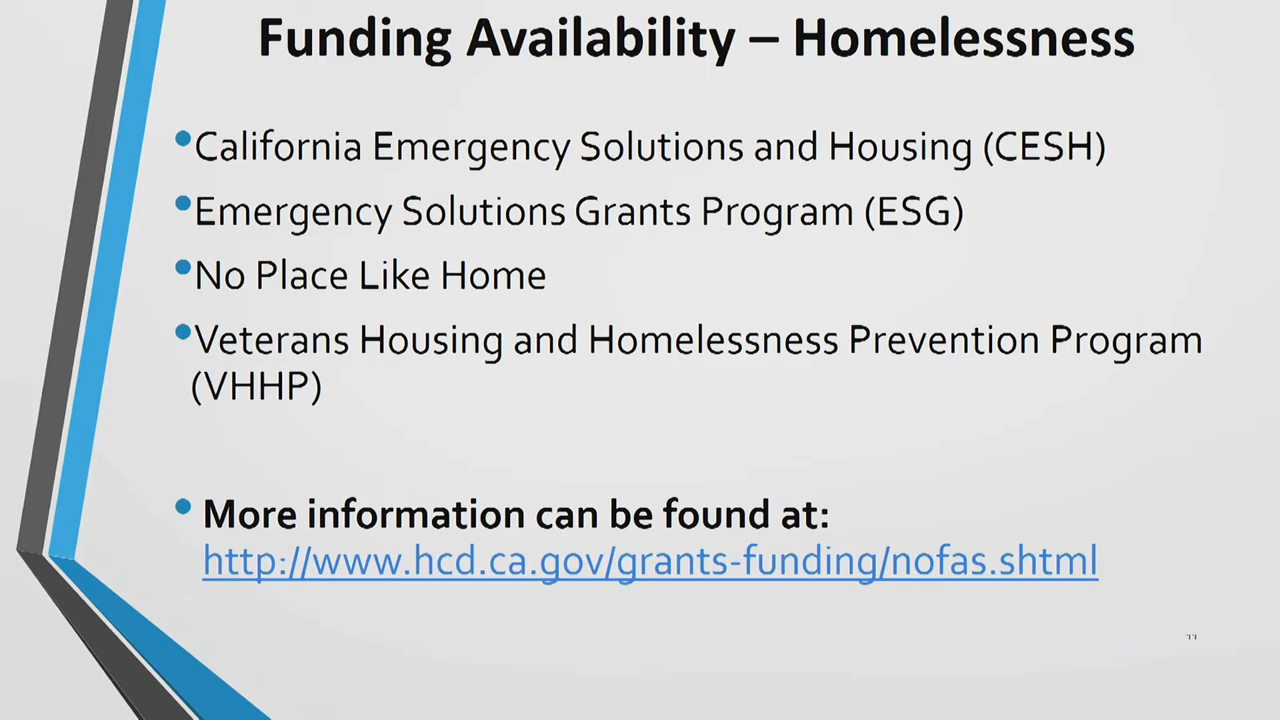 Funding Availability – Homelessness
•California Emergency Solutions and Housing (CESH)
•Emergency Solutions Grants Program (ESG)
•No Place Like Home
•Veterans Housing and Homelessness Prevention Program
(VHHP)
• More information can be found at:
http://www.hcd.ca.gov/grants-funding/nofas.shtml